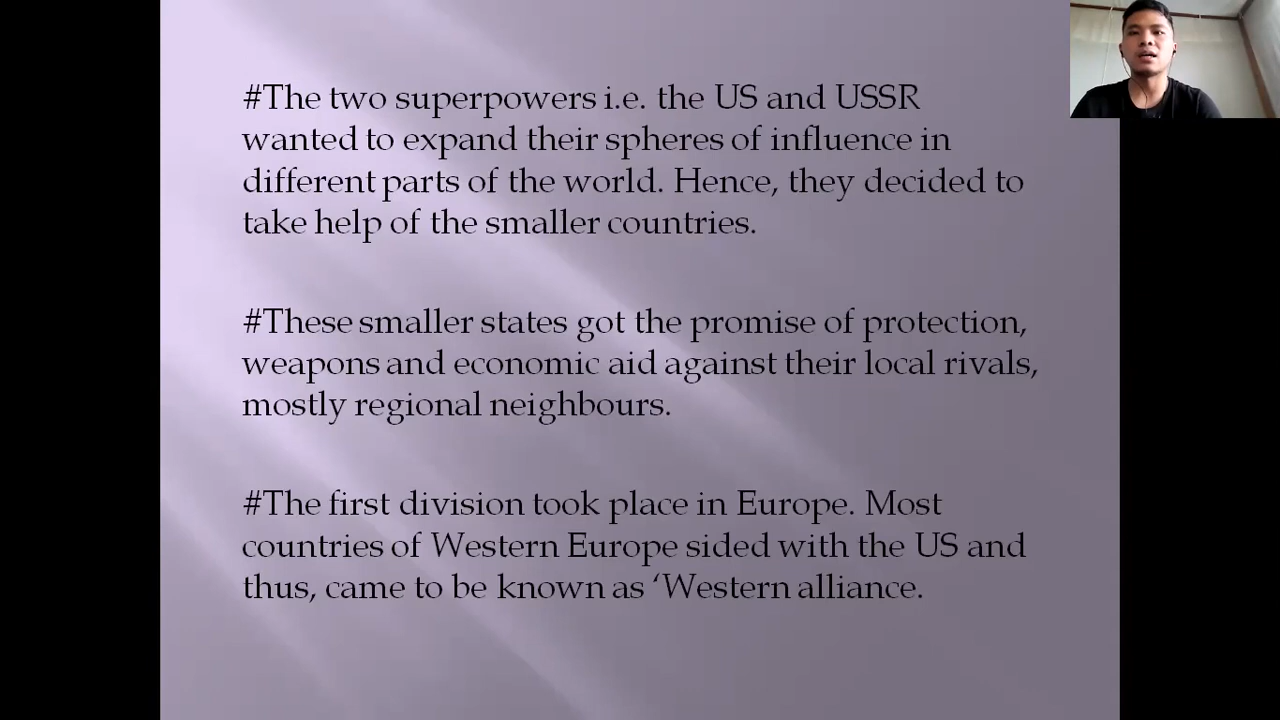 #The two superpowers i.e. the US and USSR
wanted to expand their spheres of influence in
different parts of the world. Hence, they decided to
take help of the smaller countries.
#These smaller states got the promise of protection,
weapons and economic aid against their local rivals,
mostly regional neighbours.
#The first division took place in Europe. Most
countries of Western Europe sided with the US and
thus, came to be known as ‘Western alliance.